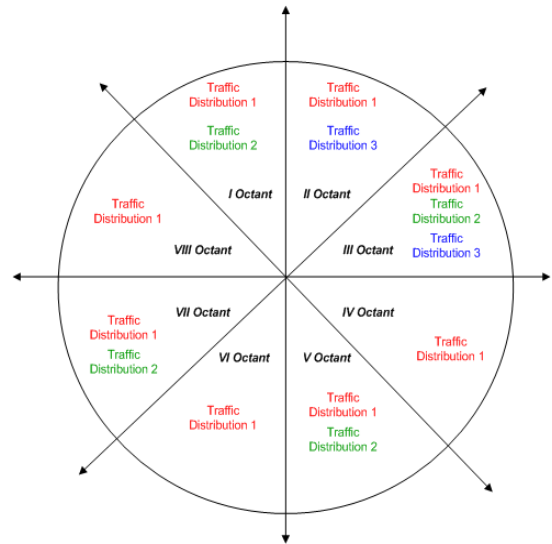 Traffic
Distribution 1
Traffic
Distribution 2
I Octant
Traffic
Distribution 1
Traffic
Distribution 3
II Octant
Traffic
Distribution 1
Traffic
Distribution 2
Traffic
Distribution 3
III Octant
Traffic
Distribution 1
VIII Octant
VII Octant
Traffic
Distribution 1
Traffic
Distribution 2
IV Octant
Traffic
Distribution 1
VI Octant
Traffic
Distribution 1
V Octant
Traffic
Distribution 1
Traffic
Distribution 2